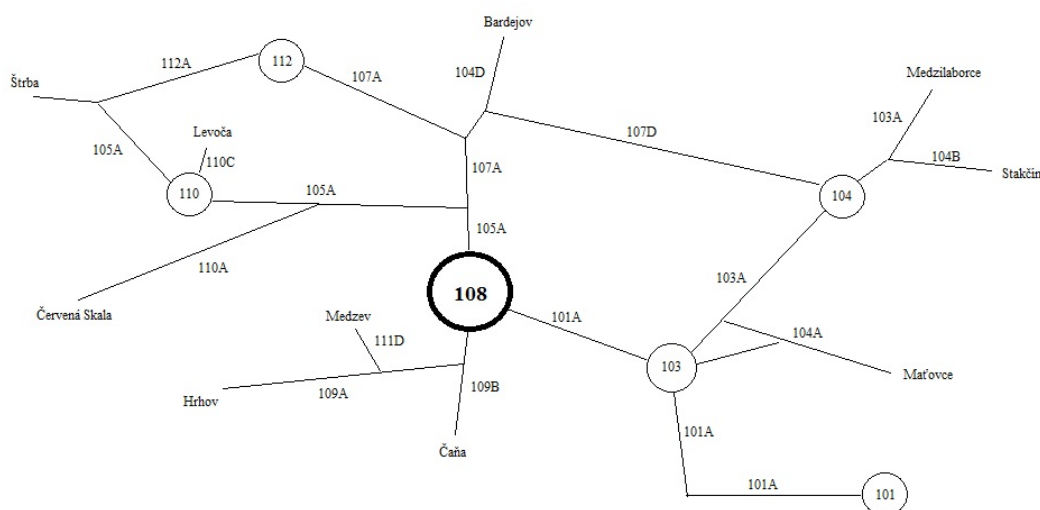 Bardejov
112A
112
107A
104D
Medzilaborce
Štrba
103A
Levoča
107D
105A
110C
104B
107A
Stakčin
110
105A
104
105A
110A
103A
108
Červená Skala
Medzev
101A
111D
104A
103
Maťovce
Hrhov
109A
109B
101A
Čaňa
101A
101